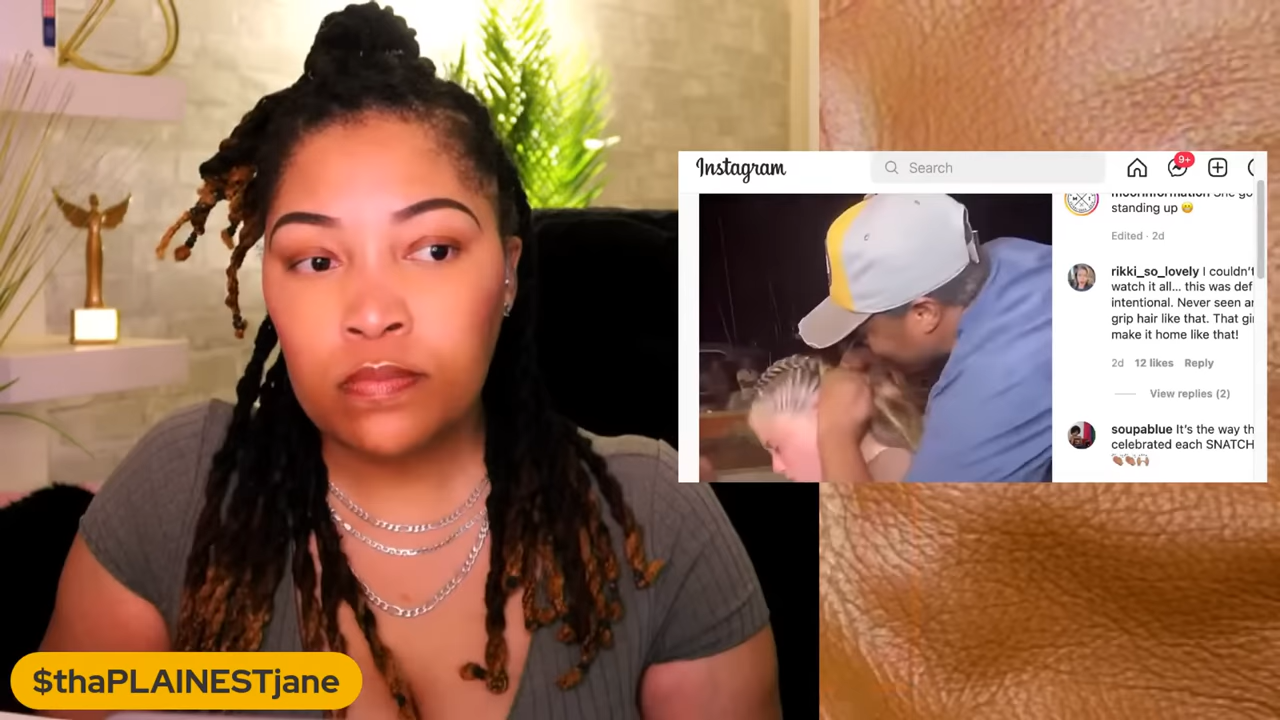 Instagram
Search
9+
standing up
Edited · 2d
rikki_so_lovely I couldn't
watch it all... this was def
intentional. Never seen an
grip hair like that. That gi
make it home like that!
2d 12 likes Reply
View replies (2)
soupablue It's the way th
celebrated each SNATCH
$thaPLAINESTjane